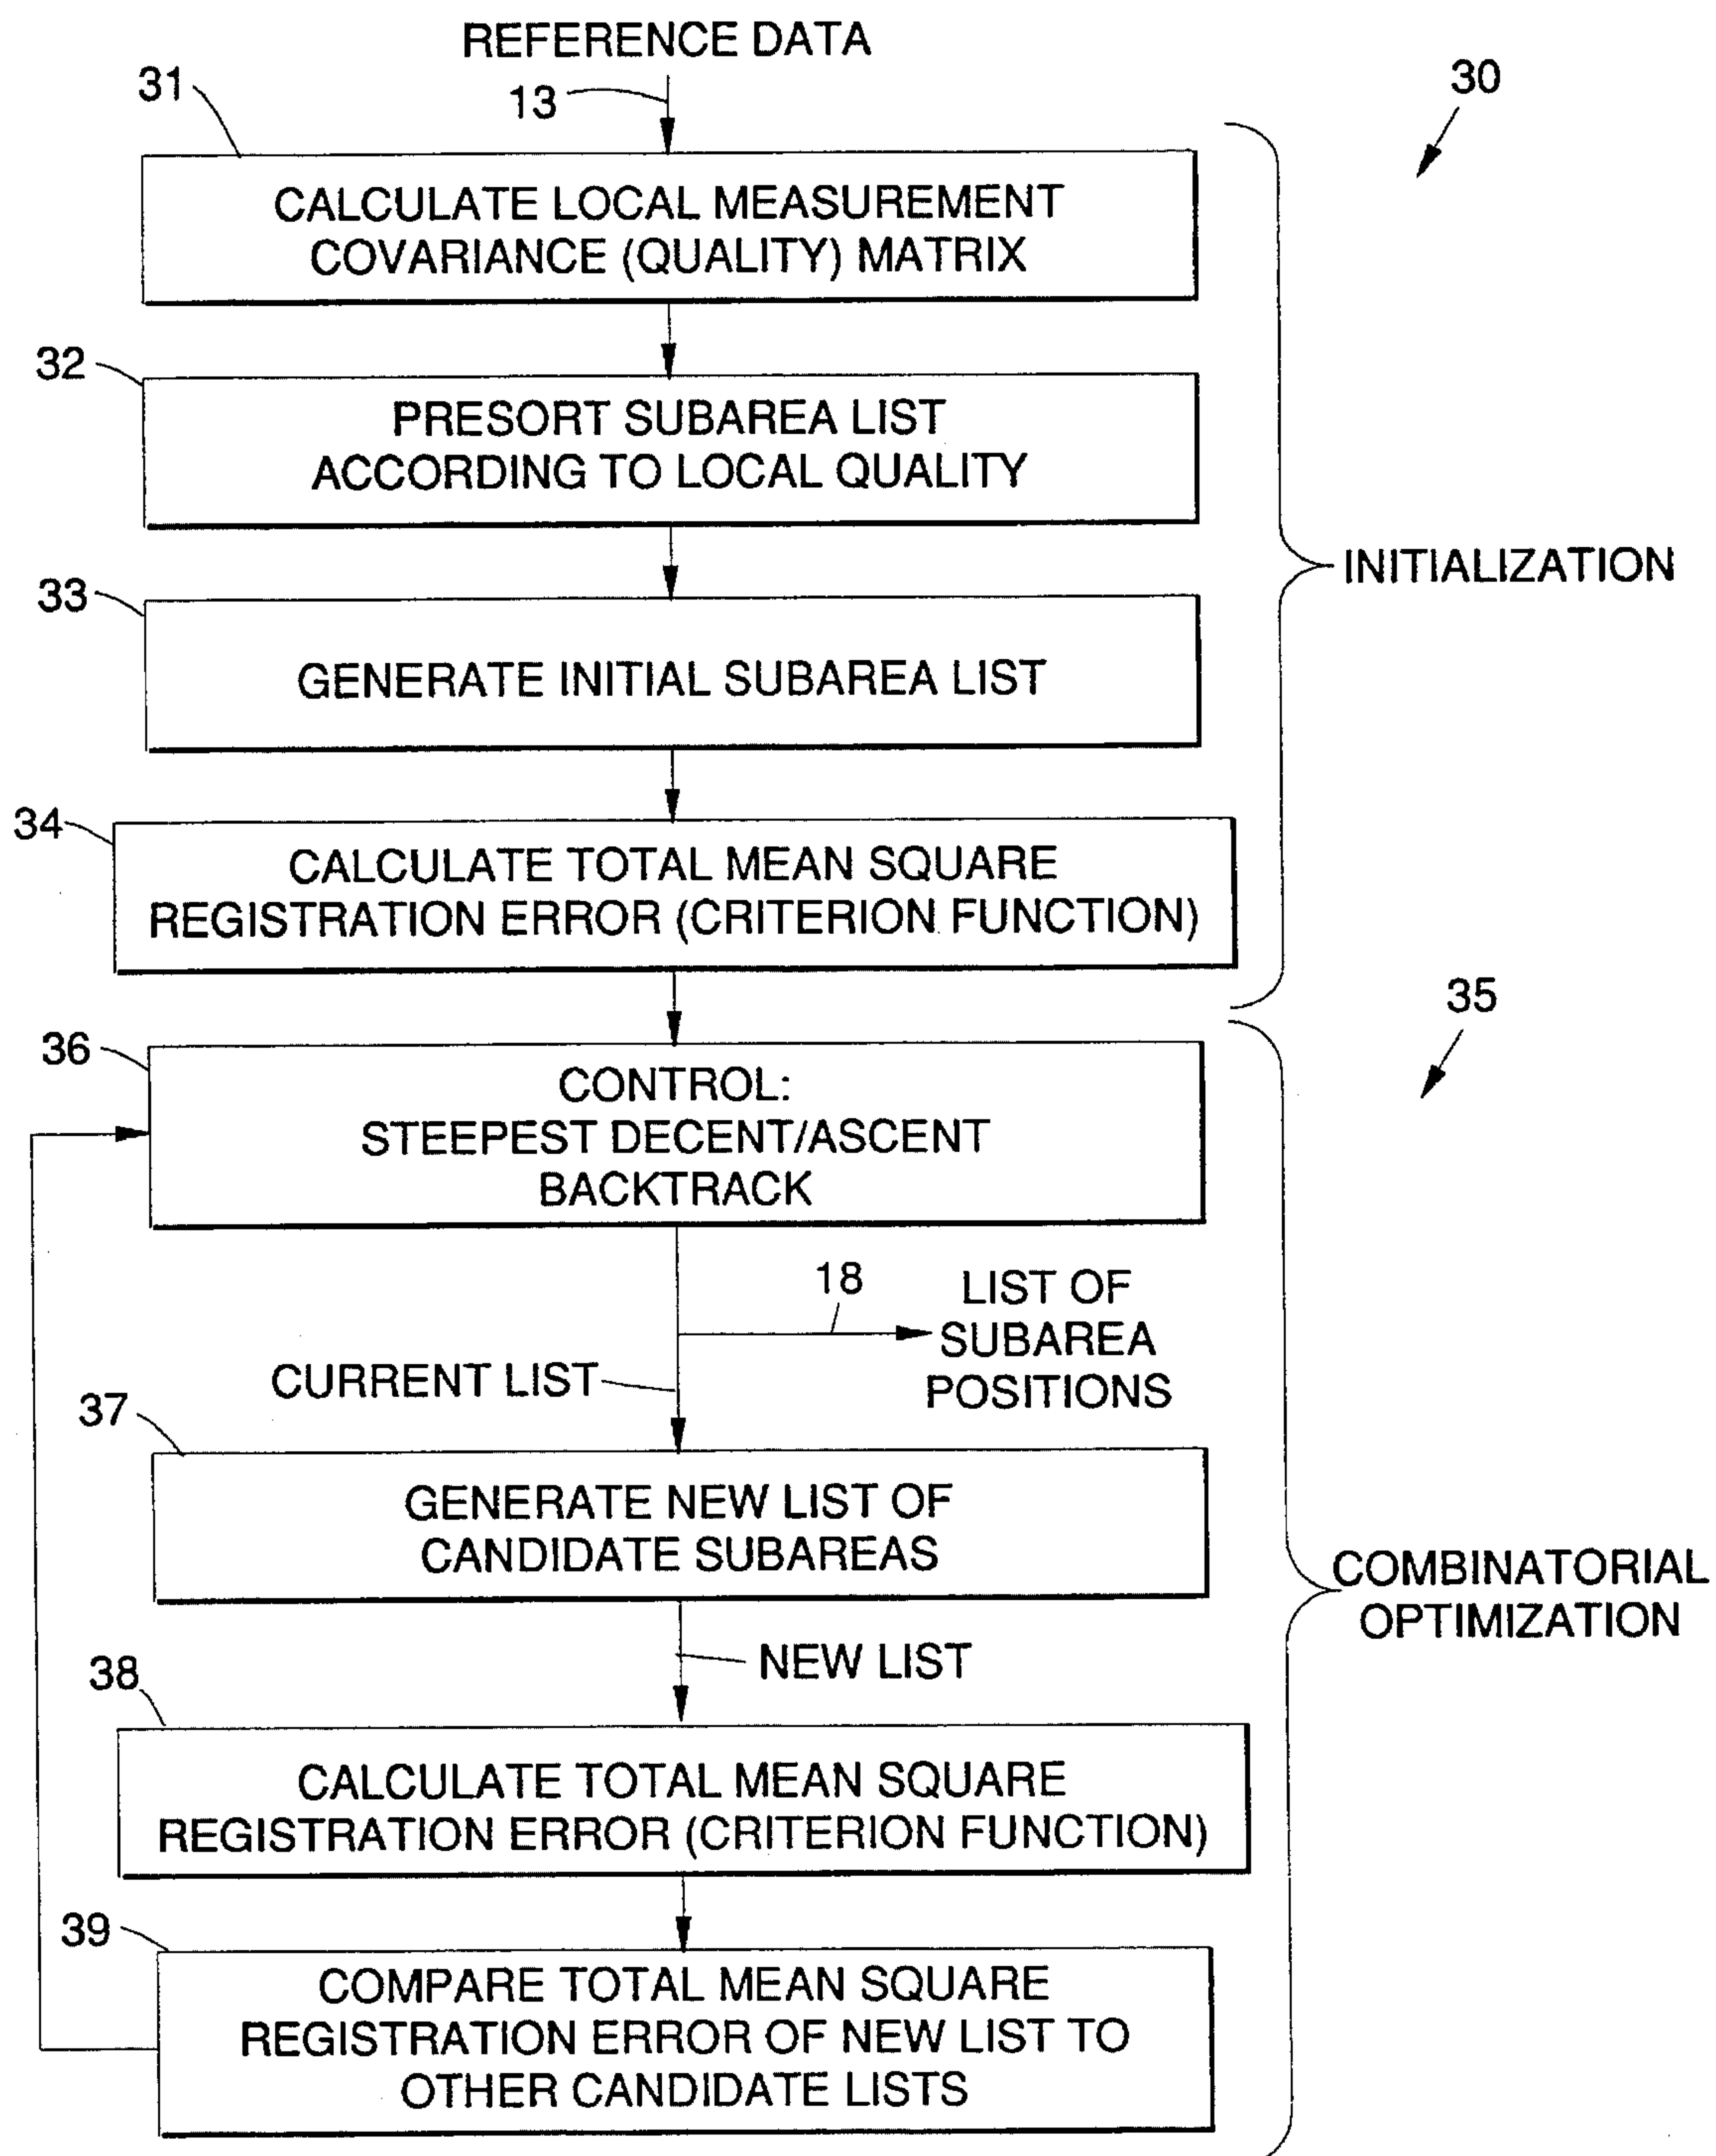 REFERENCE DATA
13
30
31
CALCULATE LOCAL MEASUREMENT
COVARIANCE (QUALITY) MATRIX
32
PRESORT SUBAREA LIST
ACCORDING TO LOCAL QUALITY
INITIALIZATION
33
GENERATE INITIAL SUBAREA LIST
34
CALCULATE TOTAL MEAN SQUARE
REGISTRATION ERROR (CRITERION FUNCTION)
35
36
CONTROL:
STEEPEST DECENT/ASCENT
BACKTRACK
18
LIST OF
SUBAREA
POSITIONS
CURRENT LIST
37
GENERATE NEW LIST OF
CANDIDATE SUBAREAS
COMBINATORIAL
OPTIMIZATION
NEW LIST
38
CALCULATE TOTAL MEAN SQUARE
REGISTRATION ERROR (CRITERION FUNCTION)
39
COMPARE TOTAL MEAN SQUARE
REGISTRATION ERROR OF NEW LIST TO
OTHER CANDIDATE LISTS